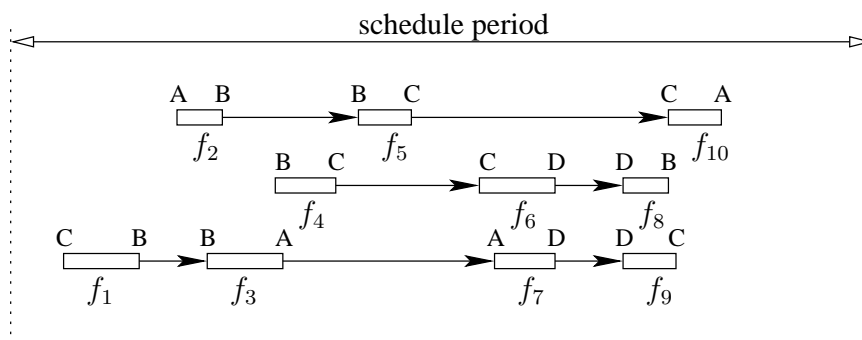 schedule period
A B B C C A
f2 f5 f10
B C C D D B
f4 f6 f8
C B B A A D D C
f1 f3 f7 f9